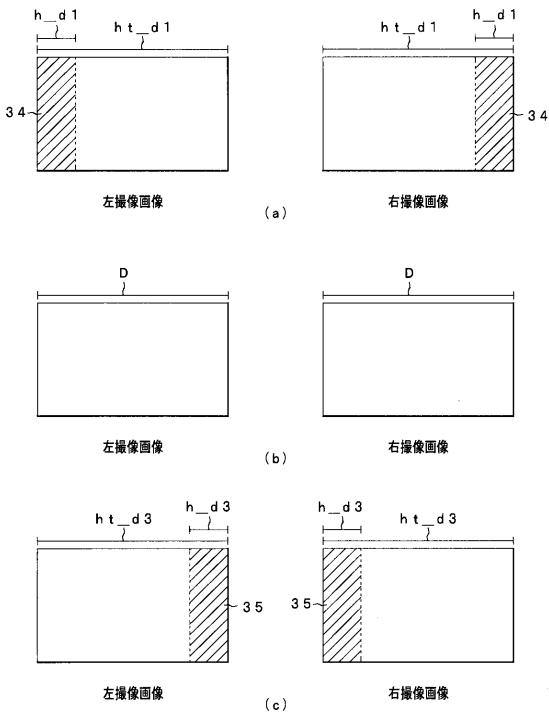 h_d1
ht_d1
ht_d1
h_d1
34
34
左撮像画像
右撮像画像
(a)
D
D
左撮像画像
右撮像画像
(b)
h_d3
ht_d3
h_d3
ht_d3
35
35
左撮像画像
右撮像画像
(c)